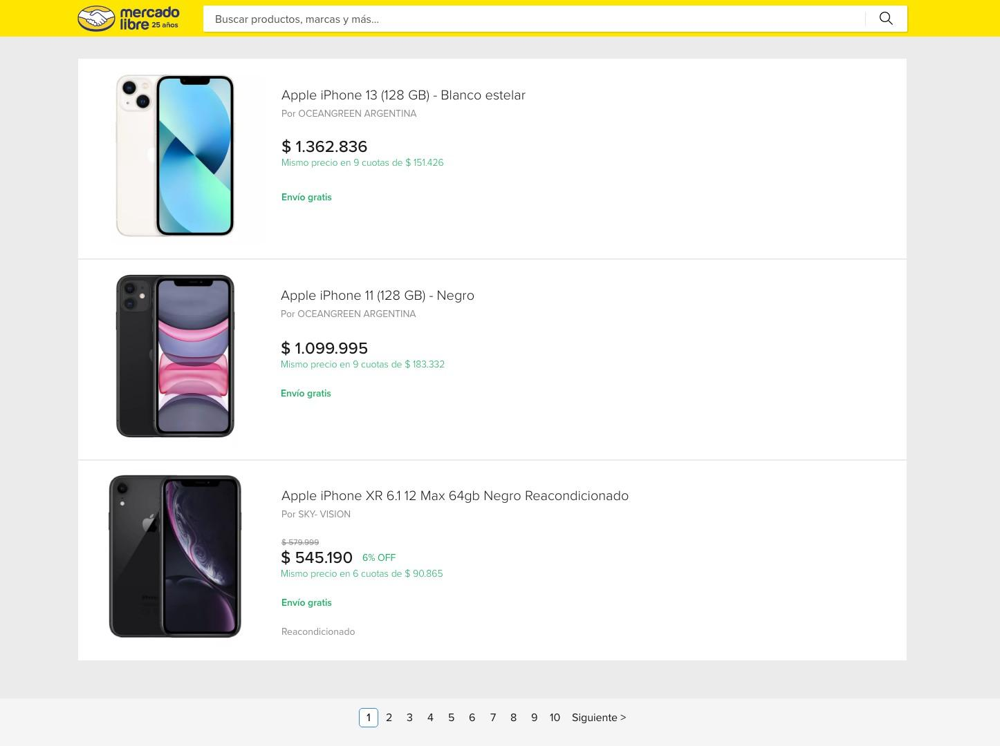 mercado
libre 25 años
Buscar productos, marcas y más...
Apple iPhone 13 (128 GB) - Blanco estelar
Por OCEANGREEN ARGENTINA
$ 1.362.836
Mismo precio en 9 cuotas de $ 151.426
Envío gratis
Apple iPhone 11 (128 GB) - Negro
Por OCEANGREEN ARGENTINA
$ 1.099.995
Mismo precio en 9 cuotas de $ 183.332
Envío gratis
Apple iPhone XR 6.1 12 Max 64gb Negro Reacondicionado
Por SKY- VISION
$ 579.999
$ 545.190 6% OFF
Mismo precio en 6 cuotas de $ 90.865
Envío gratis
Reacondicionado
1 2 3 4 5 6 7 8 9 10 Siguiente >